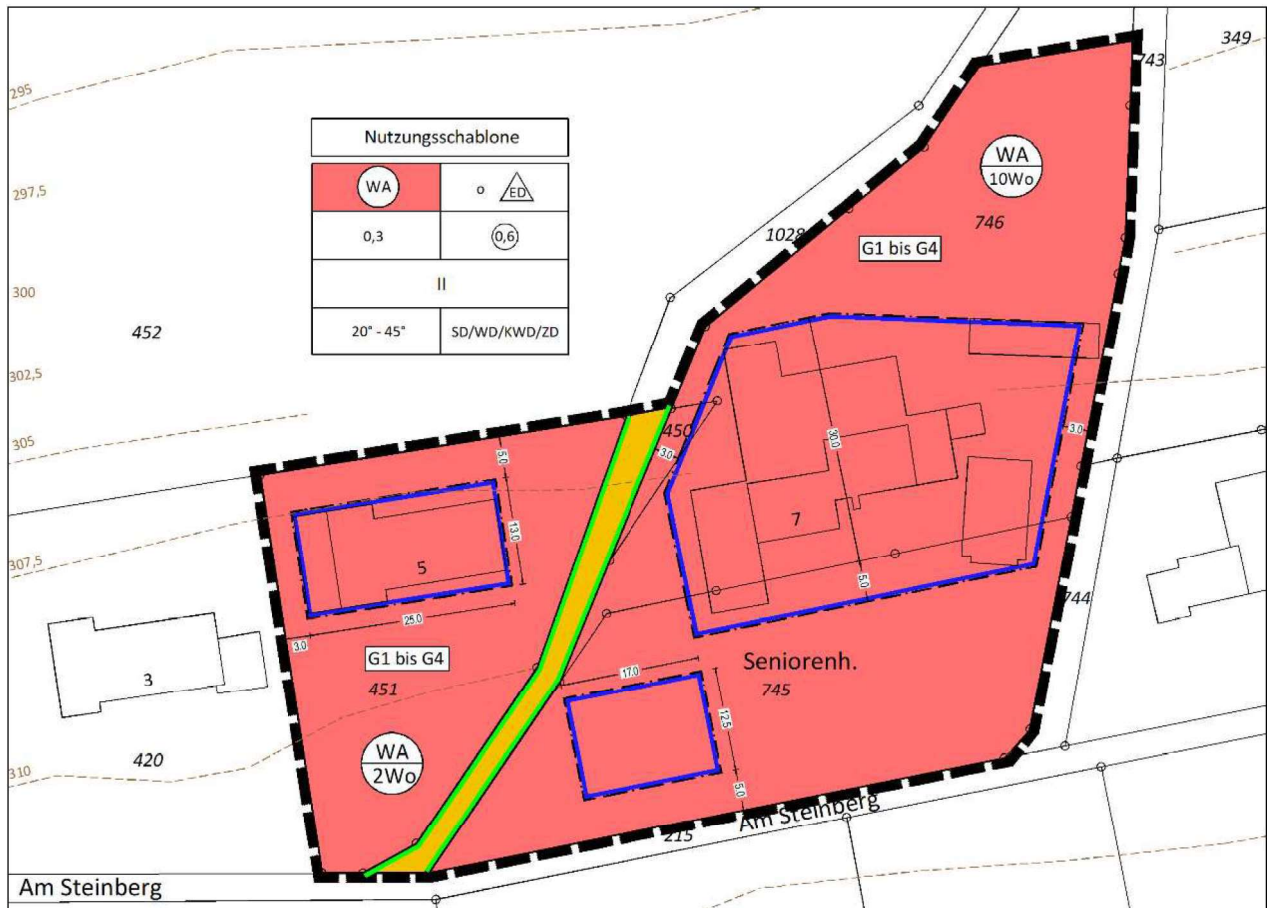 349
743
295
Nutzungsschablone
WA
o ED
0,3
0,6
II
20° - 45°
SD/WD/KWD/ZD
WA
10Wo
297,5
746
1028
G1 bis G4
300
452
302,5
450
3.0
30.0
3.0
305
5.0
13.0
7
307,5
5
5.0
25.0
3.0
744
G1 bis G4
451
Seniorenh.
745
17.0
12.5
3
420
WA
2Wo
310
5.0
Am Steinberg
215
Am Steinberg